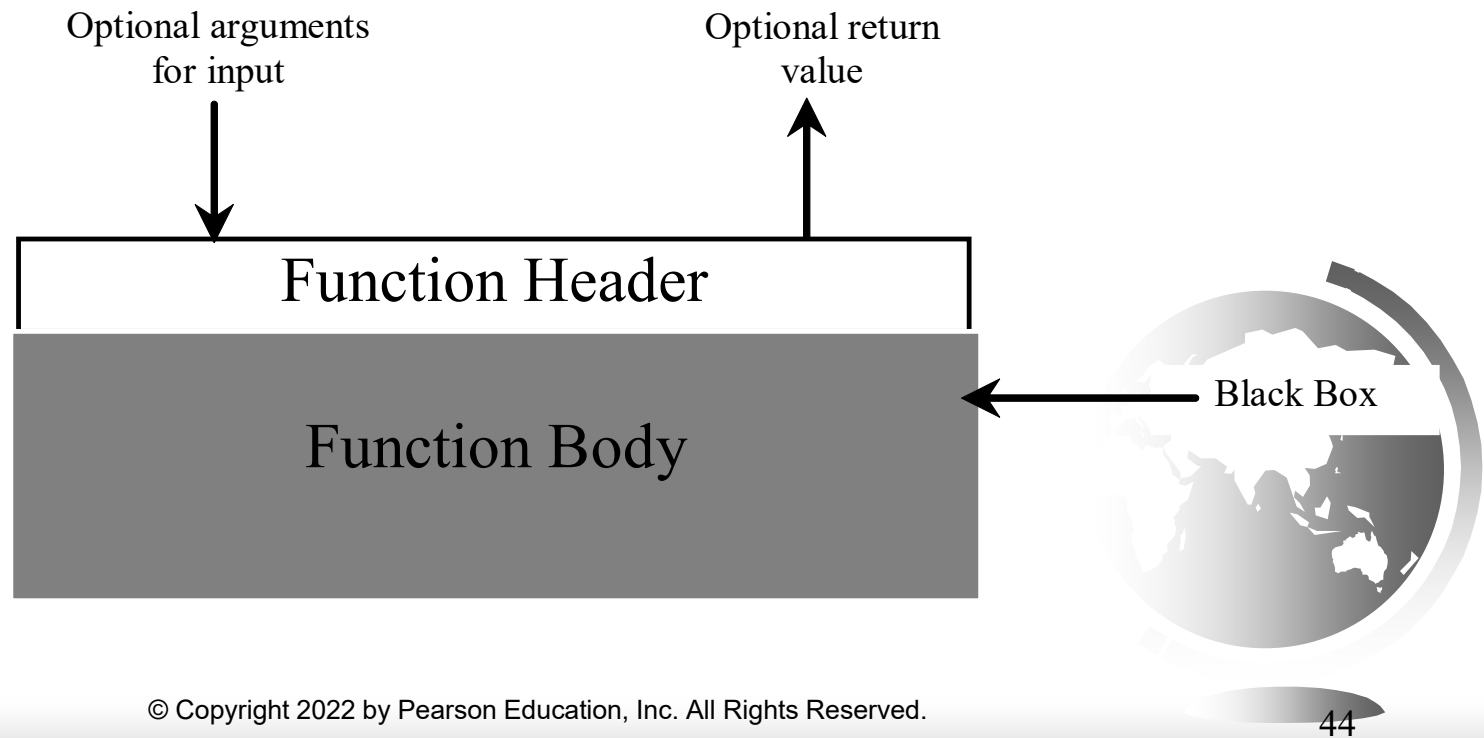 Optional arguments
for input
Optional return
value
Function Header
Black Box
Function Body
© Copyright 2022 by Pearson Education, Inc. All Rights Reserved.
44